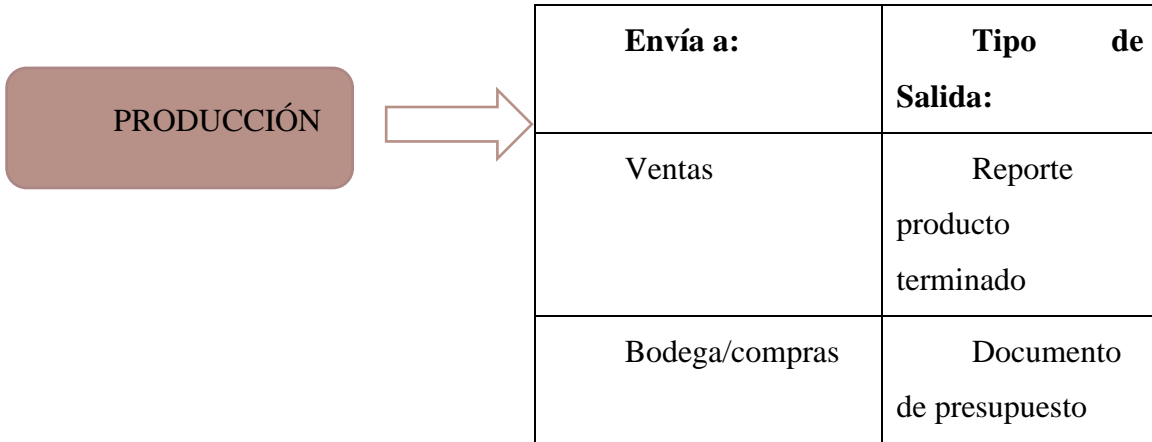 PRODUCCIÓN
Envía a:
Tipo de
Salida:
Ventas
Reporte
producto
terminado
Bodega/compras
Documento
de presupuesto